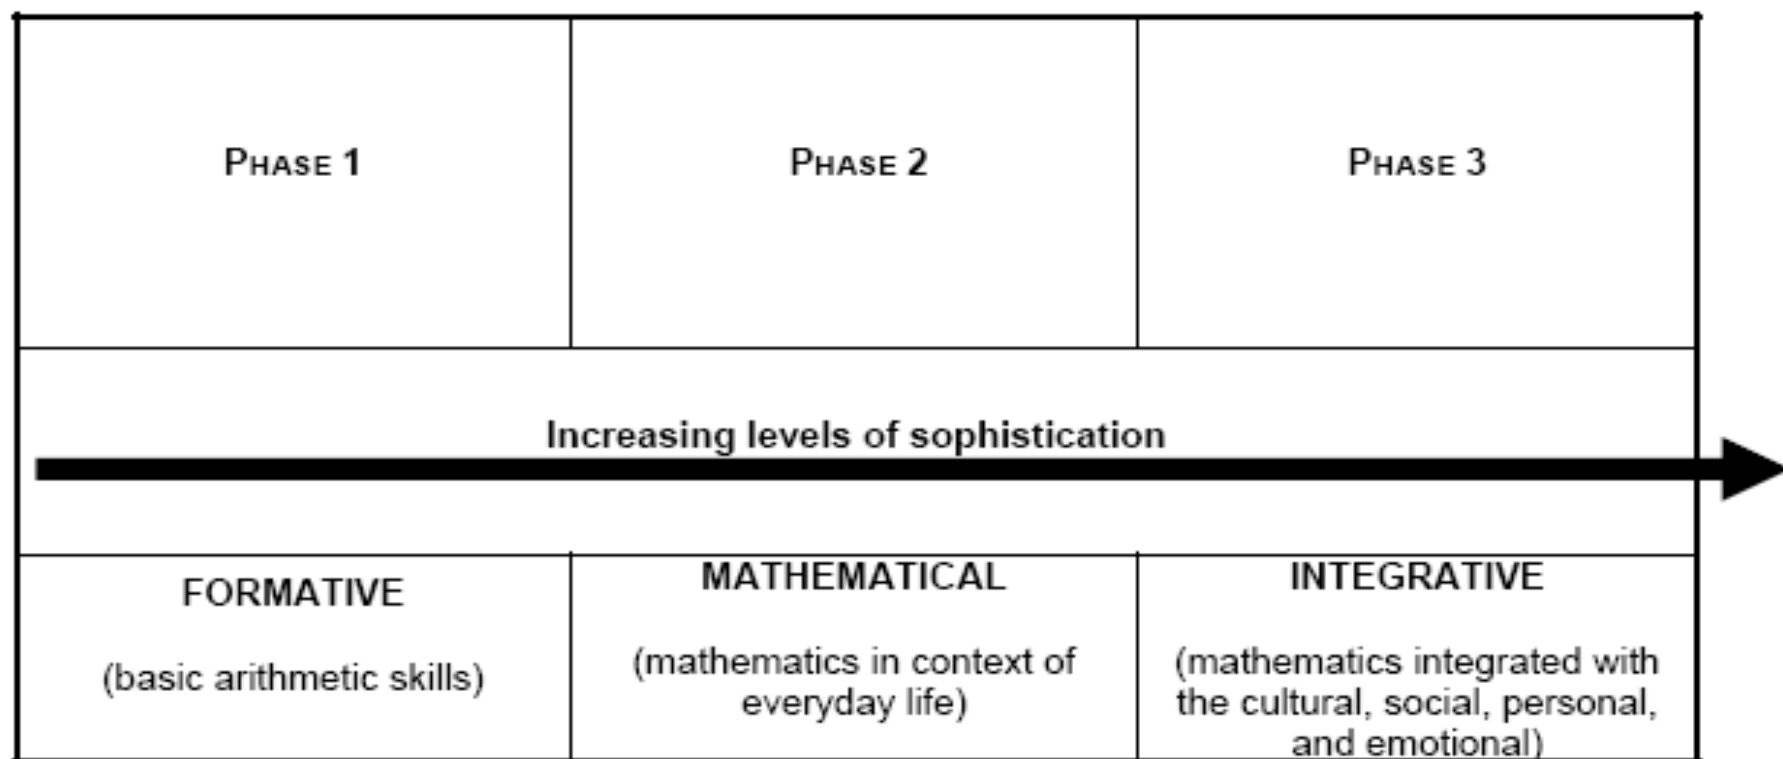 PHASE 1
PHASE 2
PHASE 3
Increasing levels of sophistication
FORMATIVE
(basic arithmetic skills)
MATHEMATICAL
(mathematics in context of
everyday life)
INTEGRATIVE
(mathematics integrated with
the cultural, social, personal,
and emotional)